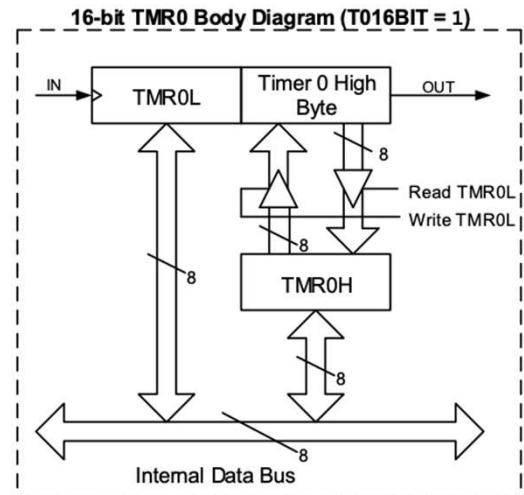 16-bit TMR0 Body Diagram (T016BIT = 1)
IN
TMR0L
Timer 0 High
Byte
OUT
8
Read TMR0L
Write TMR0L
8
8
TMR0H
8
8
Internal Data Bus